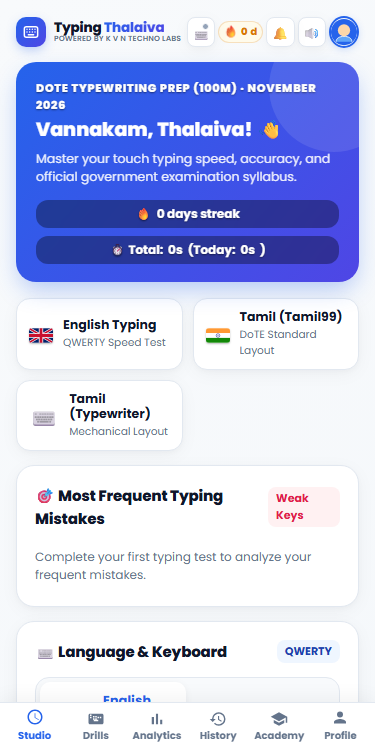 Typing Thalaiva
POWERED BY K V N TECHNO LABS
0 d
DOTE TYPEWRITING PREP (100M) • NOVEMBER
2026
Vannakam, Thalaiva! 👋
Master your touch typing speed, accuracy, and
official government examination syllabus.
🔥 0 days streak
⏰ Total: 0s (Today: 0s )
English Typing
QWERTY Speed Test
Tamil (Tamil99)
DoTE Standard
Layout
Tamil
(Typewriter)
Mechanical Layout
🎯 Most Frequent Typing
Mistakes
Weak
Keys
Complete your first typing test to analyze your
frequent mistakes.
⌨️ Language & Keyboard
QWERTY
English
Studio
Drills
Analytics
History
Academy
Profile